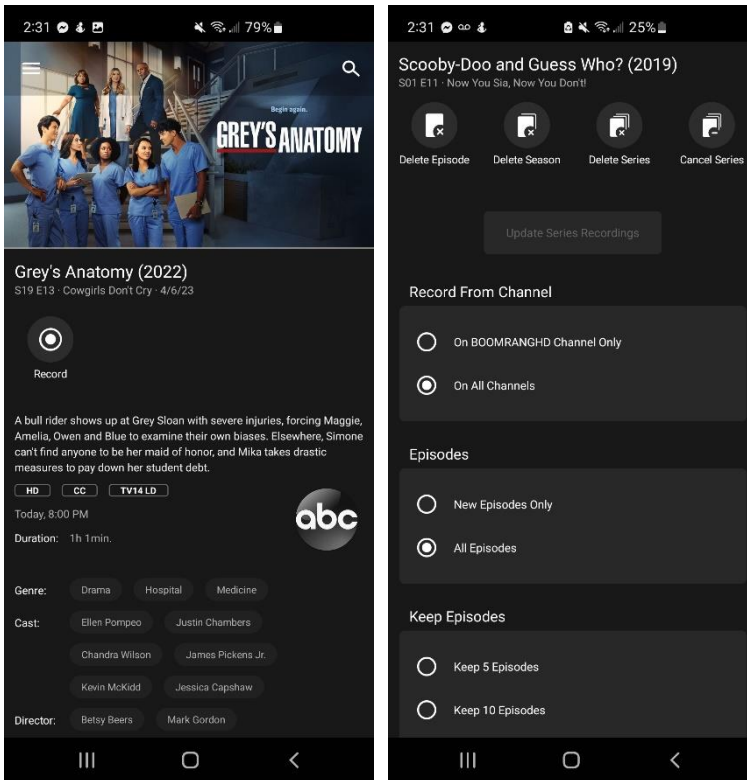 2:31
79%
Begin again.
GREY'S ANATOMY
Grey's Anatomy (2022)
S19 E13 · Cowgirls Don't Cry · 4/6/23
Record
A bull rider shows up at Grey Sloan with severe injuries, forcing Maggie,
Amelia, Owen and Blue to examine their own biases. Elsewhere, Simone
can't find anyone to be her maid of honor, and Mika takes drastic
measures to pay down her student debt.
HD CC TV14 LD
Today, 8:00 PM
abc
Duration: 1h 1min.
Genre: Drama Hospital Medicine
Cast: Ellen Pompeo Justin Chambers
Chandra Wilson James Pickens Jr.
Kevin McKidd Jessica Capshaw
Director: Betsy Beers Mark Gordon
2:31
25%
Scooby-Doo and Guess Who? (2019)
S01 E11 · Now You Sia, Now You Don't!
Delete Episode Delete Season Delete Series Cancel Series
Update Series Recordings
Record From Channel
On BOOMRANGHD Channel Only
On All Channels
Episodes
New Episodes Only
All Episodes
Keep Episodes
Keep 5 Episodes
Keep 10 Episodes